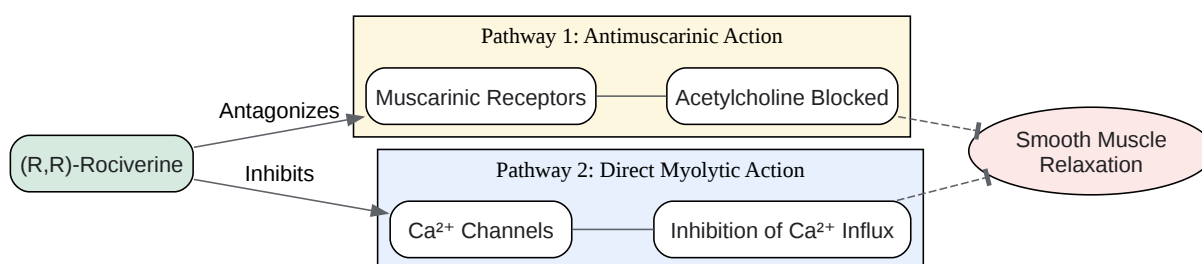 Pathway 1: Antimuscarinic Action
Antagonizes
Muscarinic Receptors
Acetylcholine Blocked
(R,R)-Rociverine
Smooth Muscle
Relaxation
Inhibits
Pathway 2: Direct Myolytic Action
Ca²⁺ Channels
Inhibition of Ca²⁺ Influx